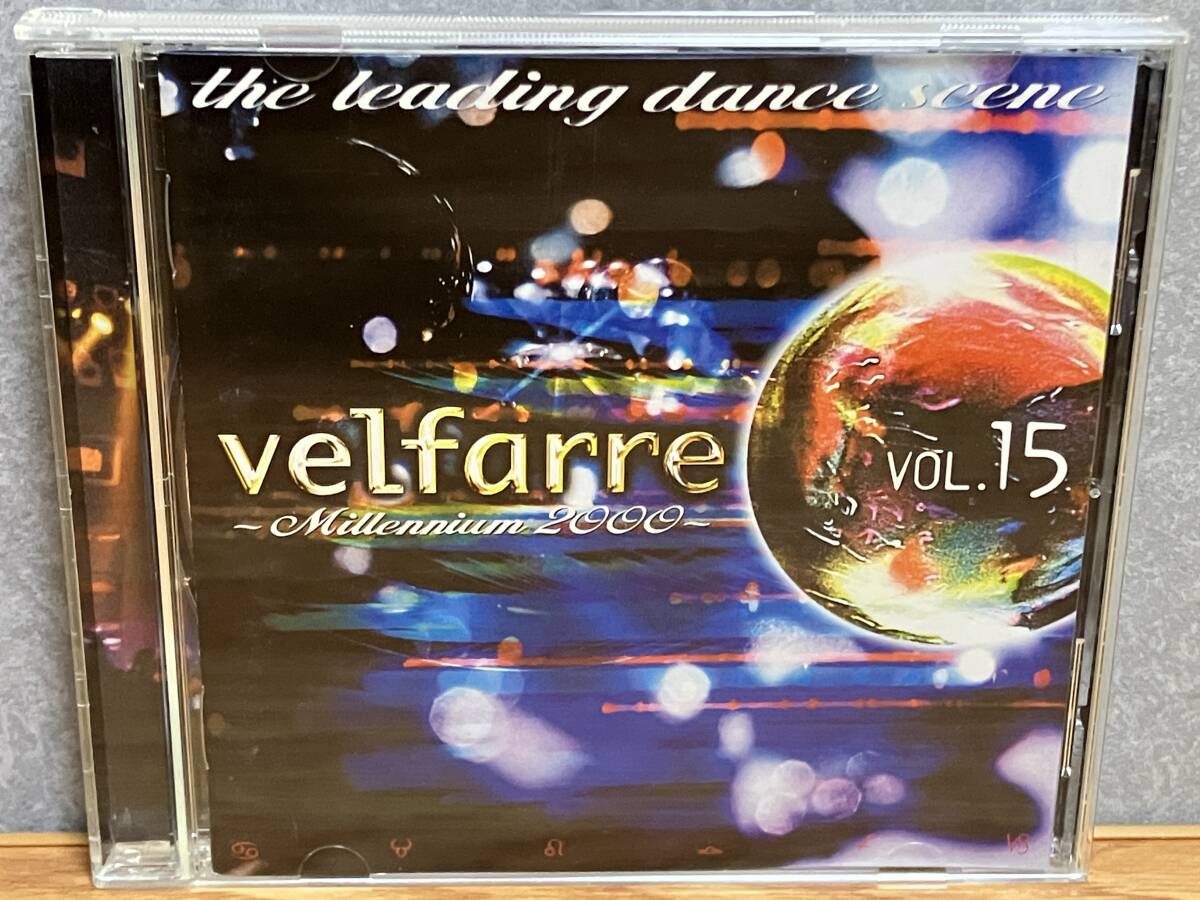 the leading dance scene
velfarre
~Millennium 2000~
VOL.15
♋ ♉ ♌ ♎